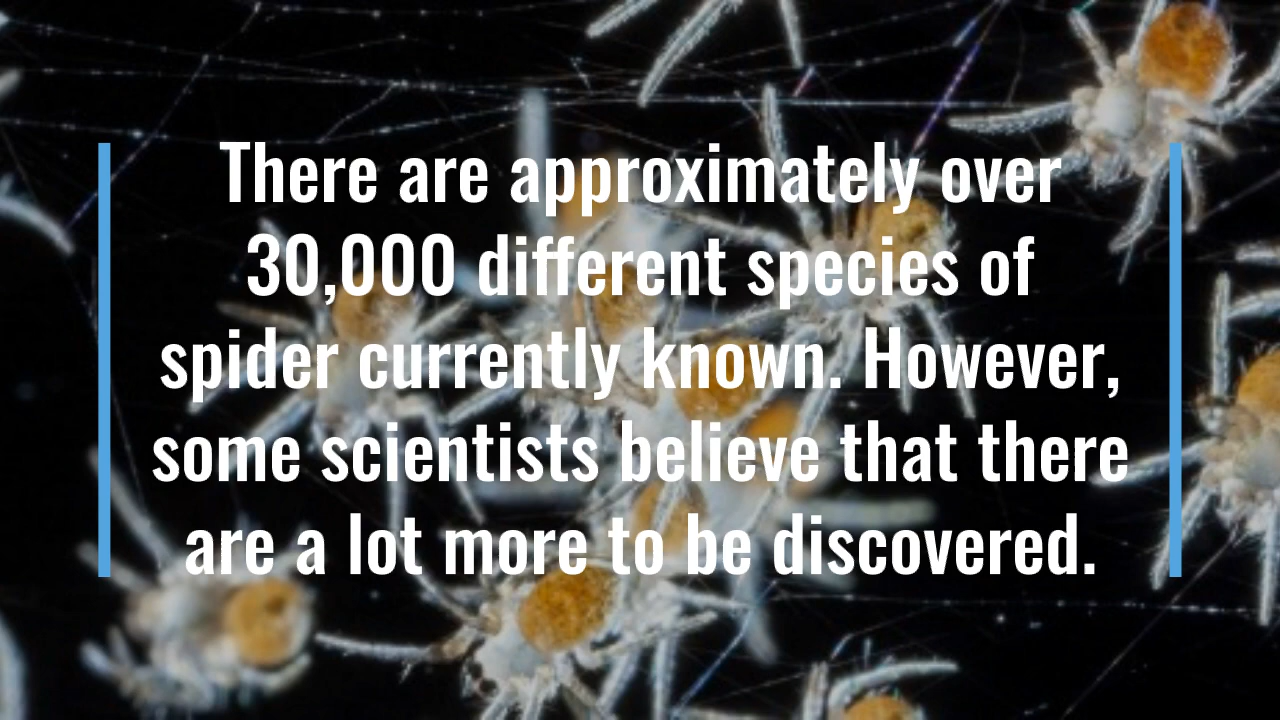 There are approximately over
30,000 different species of
spider currently known. However,
some scientists believe that there
are a lot more to be discovered.